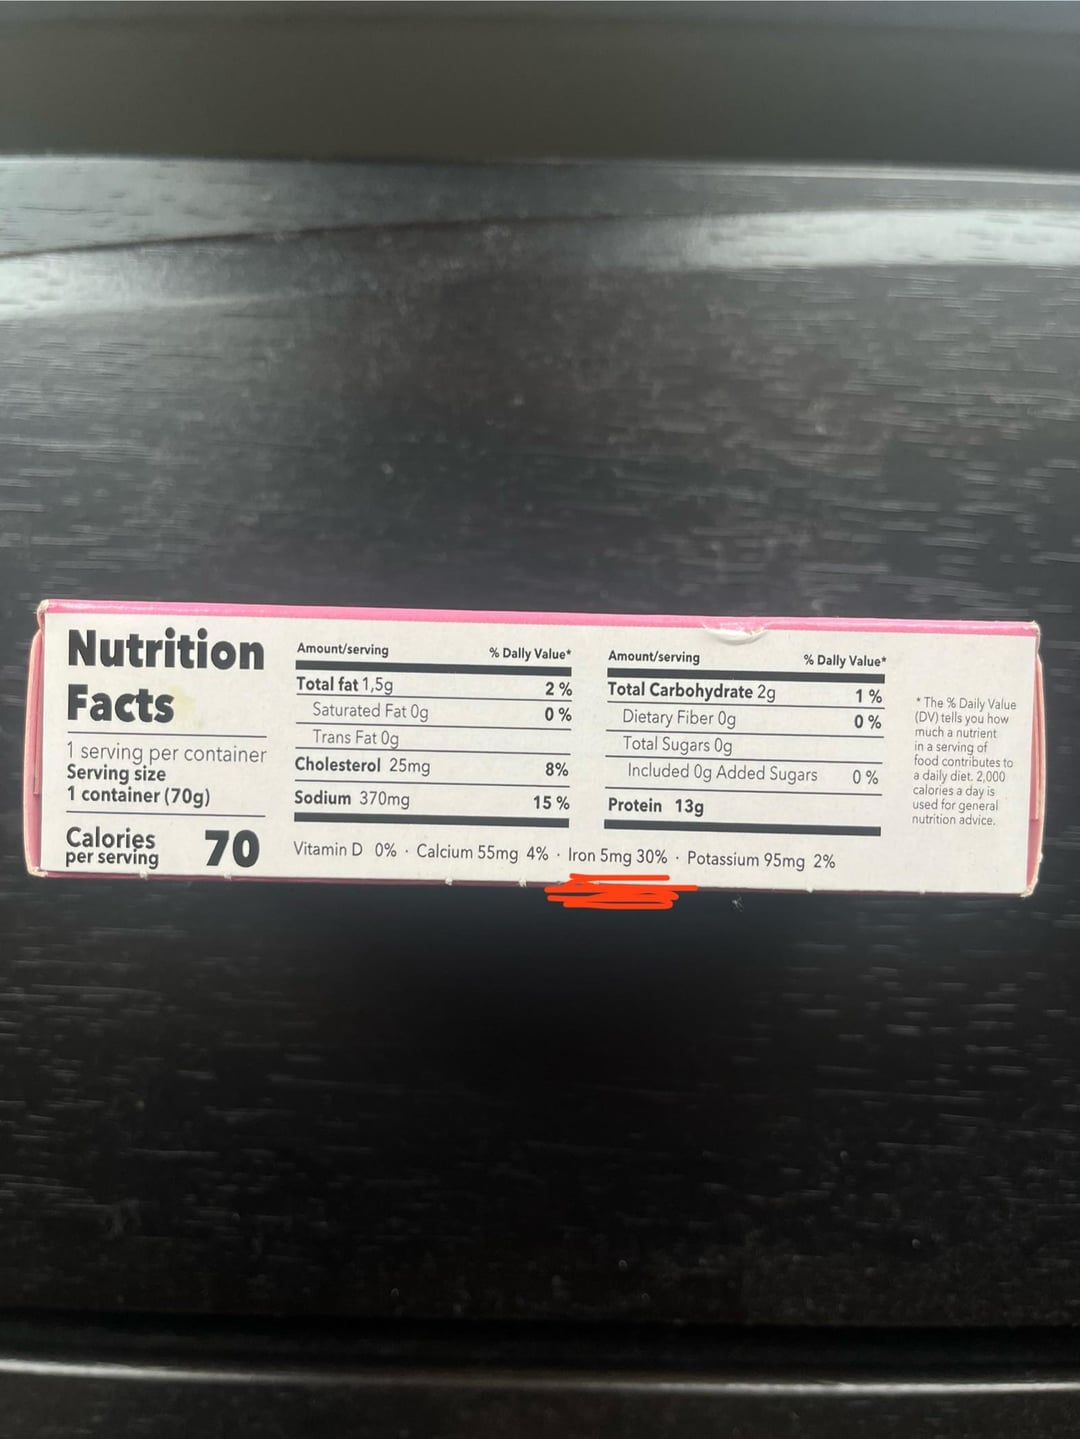 Nutrition
Facts
1 serving per container
Serving size
1 container (70g)
Calories
per serving
70
Amount/serving % Daily Value*
Total fat 1,5g 2 %
Saturated Fat 0g 0 %
Trans Fat 0g
Cholesterol 25mg 8%
Sodium 370mg 15 %
Amount/serving % Daily Value*
Total Carbohydrate 2g 1 %
Dietary Fiber 0g 0 %
Total Sugars 0g
Included 0g Added Sugars 0 %
Protein 13g
Vitamin D 0% · Calcium 55mg 4% · Iron 5mg 30% · Potassium 95mg 2%
* The % Daily Value
(DV) tells you how
much a nutrient
in a serving of
food contributes to
a daily diet. 2,000
calories a day is
used for general
nutrition advice.